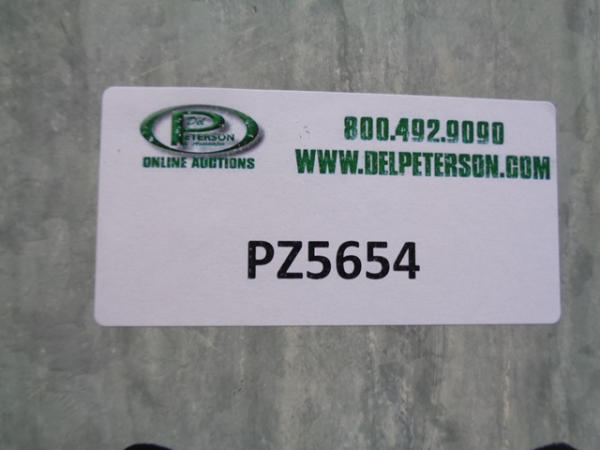 Del
PETERSON
ONLINE AUCTIONS
800.492.9090
WWW.DELPETERSON.COM
PZ5654